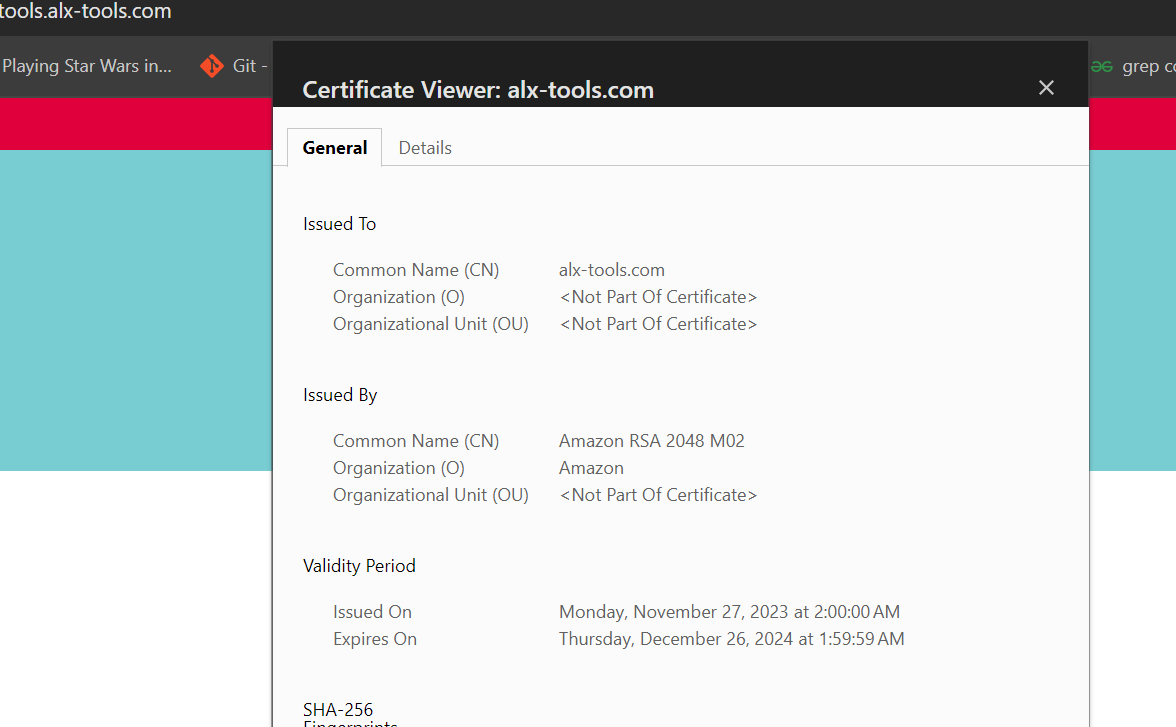 tools.alx-tools.com
Playing Star Wars in... Git - grep co
Certificate Viewer: alx-tools.com
General Details
Issued To
Common Name (CN) alx-tools.com
Organization (O) <Not Part Of Certificate>
Organizational Unit (OU) <Not Part Of Certificate>
Issued By
Common Name (CN) Amazon RSA 2048 M02
Organization (O) Amazon
Organizational Unit (OU) <Not Part Of Certificate>
Validity Period
Issued On Monday, November 27, 2023 at 2:00:00 AM
Expires On Thursday, December 26, 2024 at 1:59:59 AM
SHA-256
Fingerprints